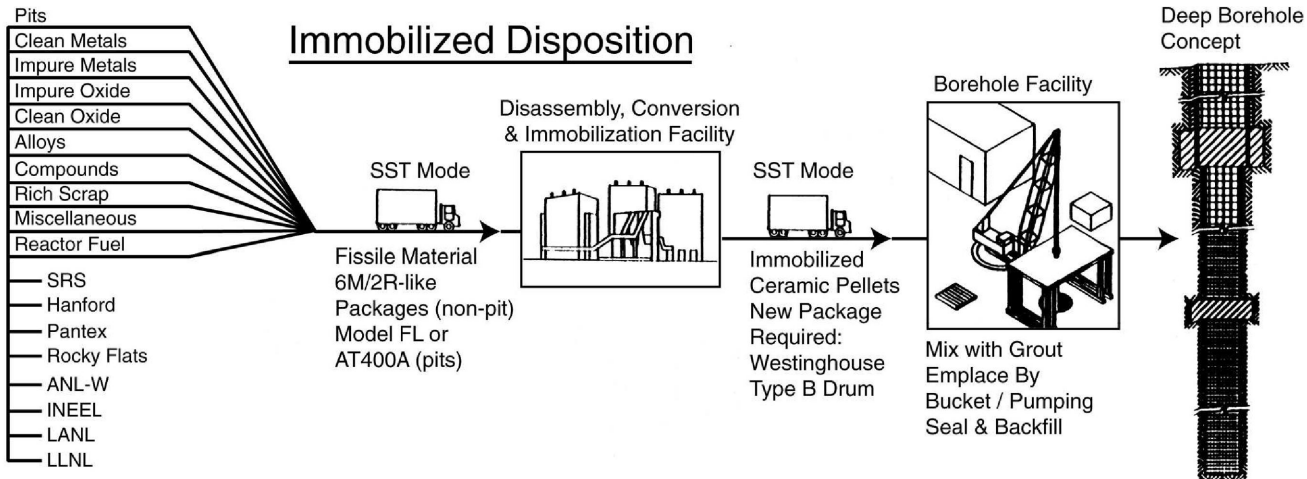 Immobilized Disposition
Pits
Clean Metals
Impure Metals
Impure Oxide
Clean Oxide
Alloys
Compounds
Rich Scrap
Miscellaneous
Reactor Fuel
SRS
Hanford
Pantex
Rocky Flats
ANL-W
INEEL
LANL
LLNL
SST Mode
Fissile Material
6M/2R-like
Packages (non-pit)
Model FL or
AT400A (pits)
Disassembly, Conversion
& Immobilization Facility
SST Mode
Immobilized
Ceramic Pellets
New Package
Required:
Westinghouse
Type B Drum
Borehole Facility
Mix with Grout
Emplace By
Bucket / Pumping
Seal & Backfill
Deep Borehole
Concept